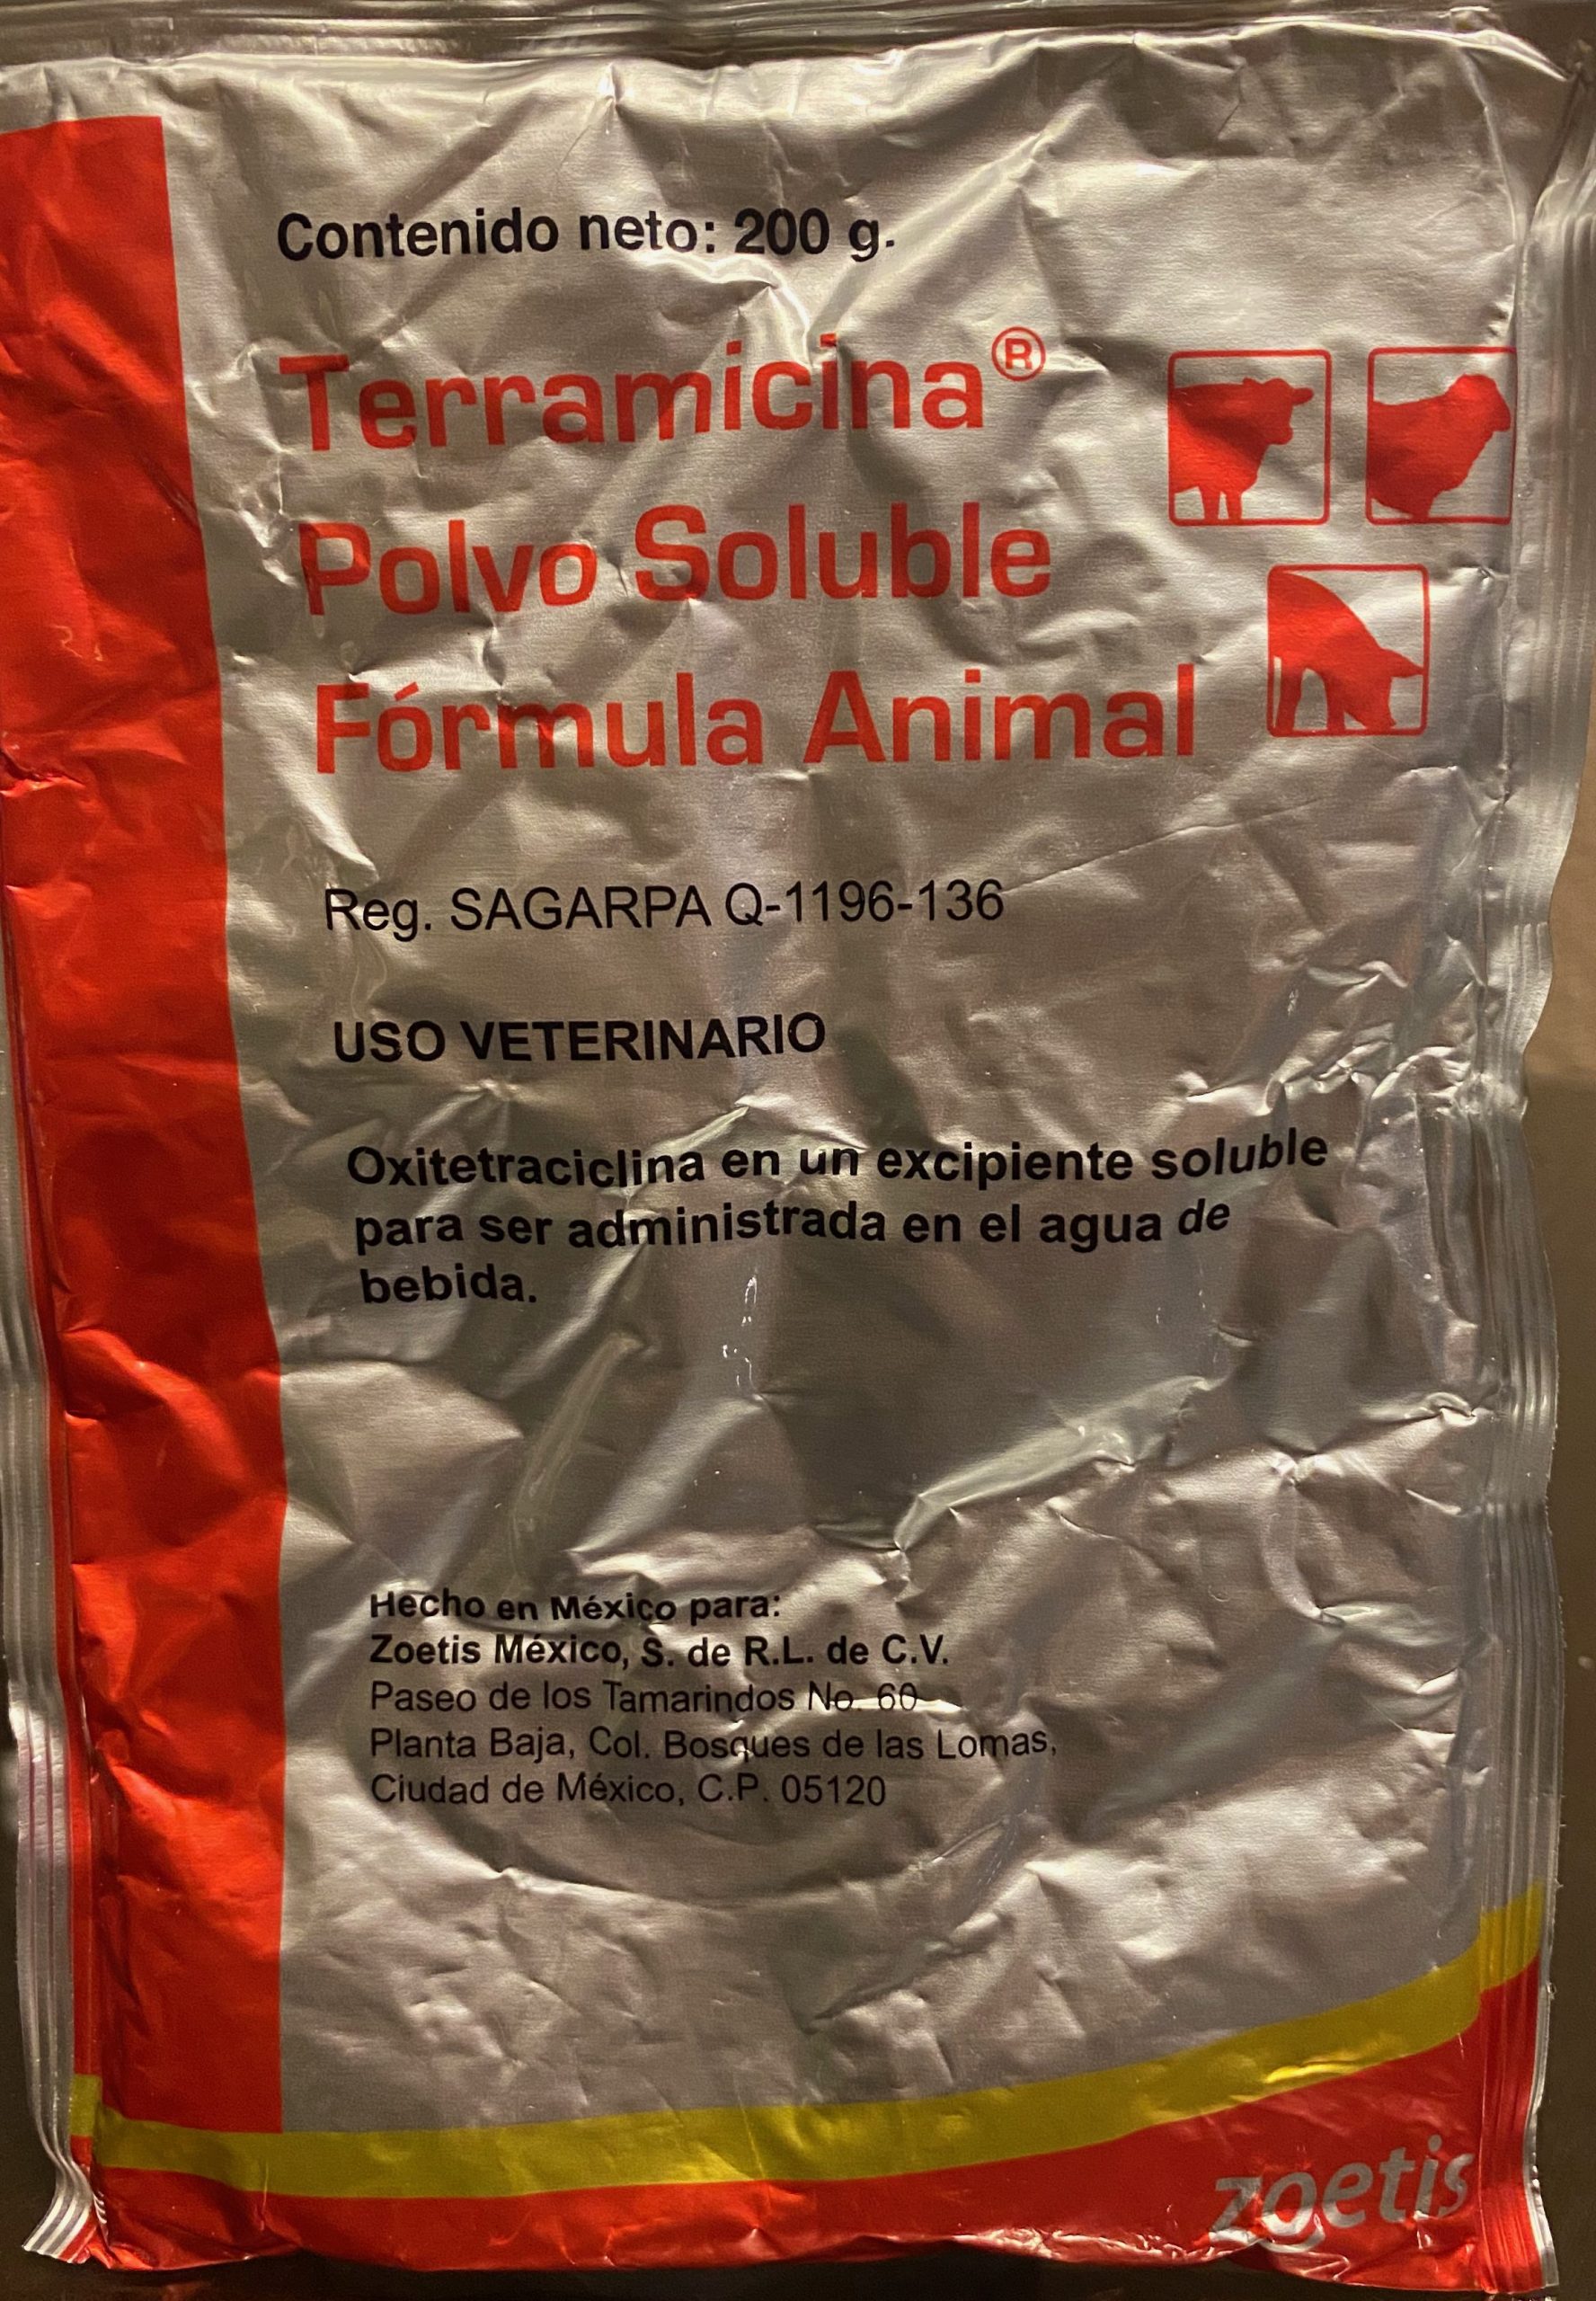 Contenido neto: 200 g.
Terramicina®
Polvo Soluble
Fórmula Animal
Reg. SAGARPA Q-1196-136
USO VETERINARIO
Oxitetraciclina en un excipiente soluble
para ser administrada en el agua de
bebida.
Hecho en México para:
Zoetis México, S. de R.L. de C.V.
Paseo de los Tamarindos No. 60
Planta Baja, Col. Bosques de las Lomas,
Ciudad de México, C.P. 05120
zoetis